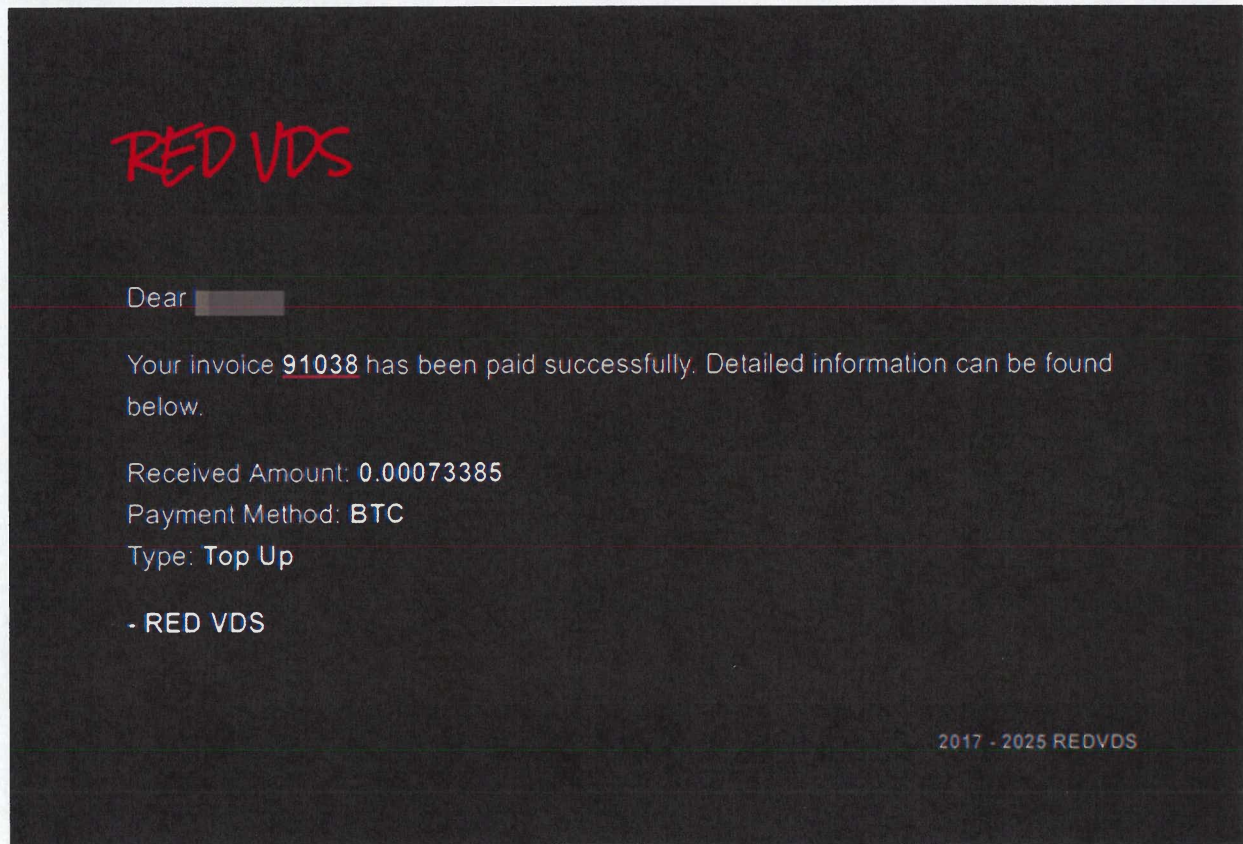 RED VDS
Dear
Your invoice 91038 has been paid successfully. Detailed information can be found
below.
Received Amount: 0.00073385
Payment Method: BTC
Type: Top Up
- RED VDS
2017 - 2025 REDVDS